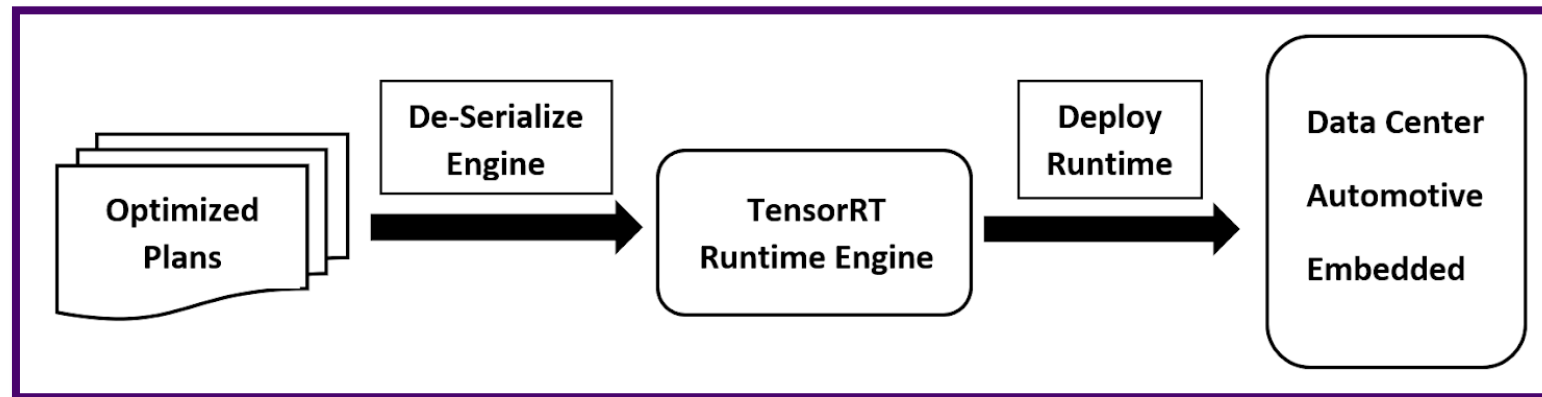 Optimized
Plans
De-Serialize
Engine
TensorRT
Runtime Engine
Deploy
Runtime
Data Center
Automotive
Embedded